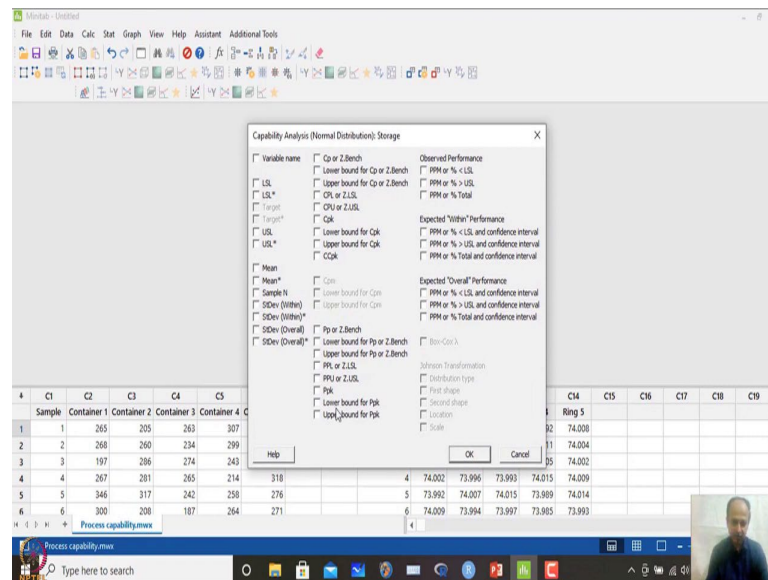 Minitab - Untitled
File Edit Data Calc Stat Graph View Help Assistant Additional Tools
Capability Analysis (Normal Distribution): Storage X
Variable name
LSL
LSL*
Target
Target*
USL
USL*
Mean
Mean*
Sample N
StDev (Within)
StDev (Within)*
StDev (Overall)
StDev (Overall)*
Cp or Z.Bench
Lower bound for Cp or Z.Bench
Upper bound for Cp or Z.Bench
CPL or Z.LSL
CPU or Z.USL
Cpk
Lower bound for Cpk
Upper bound for Cpk
CCpk
Cpm
Lower bound for Cpm
Upper bound for Cpm
Pp or Z.Bench
Lower bound for Pp or Z.Bench
Upper bound for Pp or Z.Bench
PPL or Z.LSL
PPU or Z.USL
Ppk
Lower bound for Ppk
Upper bound for Ppk
Observed Performance
PPM or % < LSL
PPM or % > USL
PPM or % Total
Expected "Within" Performance
PPM or % < LSL and confidence interval
PPM or % > USL and confidence interval
PPM or % Total and confidence interval
Expected "Overall" Performance
PPM or % < LSL and confidence interval
PPM or % > USL and confidence interval
PPM or % Total and confidence interval
Box-Cox λ
Johnson Transformation
Distribution type
First shape
Second shape
Location
Scale
Help OK Cancel
C1 C2 C3 C4 C5 C14 C15 C16 C17 C18 C19
Sample Container 1 Container 2 Container 3 Container 4 Ring 5
1 1 265 205 263 307 92 74.008
2 2 268 260 234 299 11 74.004
3 3 197 286 274 243 05 74.002
4 4 267 281 265 214 318 4 74.002 73.996 73.993 74.015 74.009
5 5 346 317 242 258 276 5 73.992 74.007 74.015 73.989 74.014
6 6 300 208 187 264 271 6 74.009 73.994 73.997 73.985 73.993
Process capability.mwx
Process capability.mwx
Type here to search
NPTEL